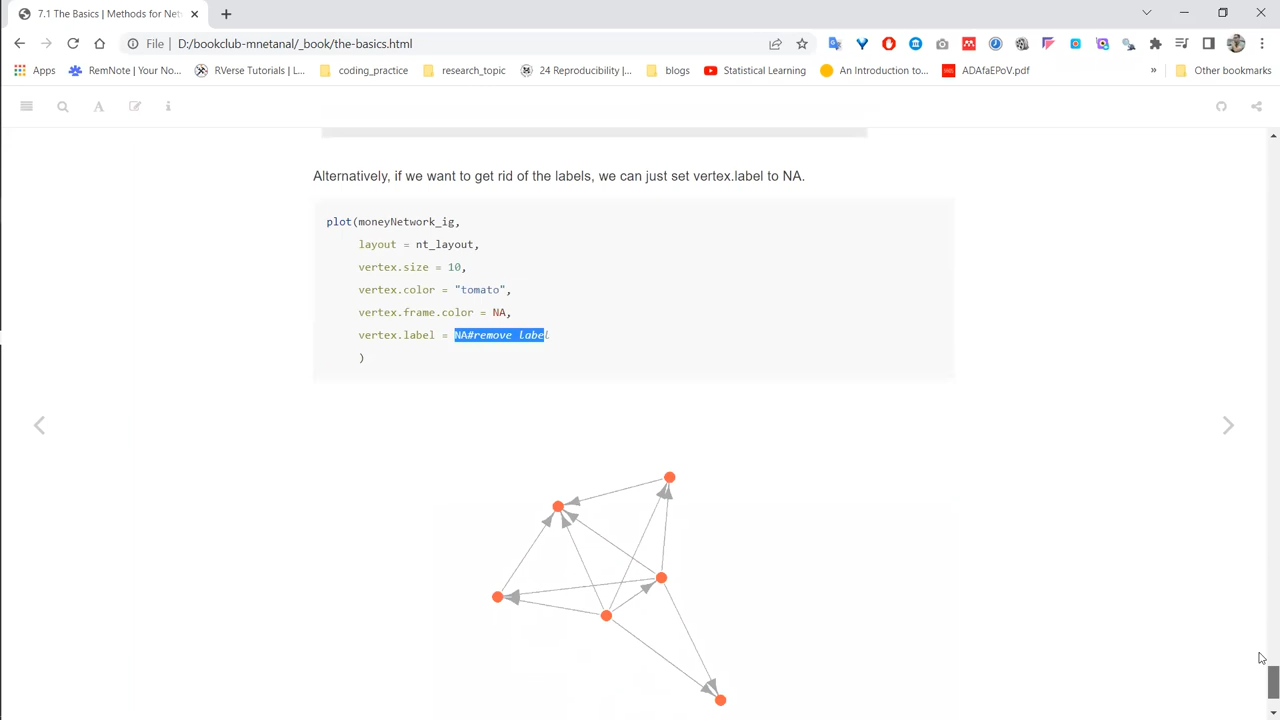 7.1 The Basics | Methods for Net
File | D:/bookclub-mnetanal/_book/the-basics.html
Apps RemNote | Your No... RVerse Tutorials | L... coding_practice research_topic 24 Reproducibility |... blogs Statistical Learning An Introduction to... ADAfaEPoV.pdf » Other bookmarks
Alternatively, if we want to get rid of the labels, we can just set vertex.label to NA.
plot(moneyNetwork_ig,
layout = nt_layout,
vertex.size = 10,
vertex.color = "tomato",
vertex.frame.color = NA,
vertex.label = NA#remove label
)